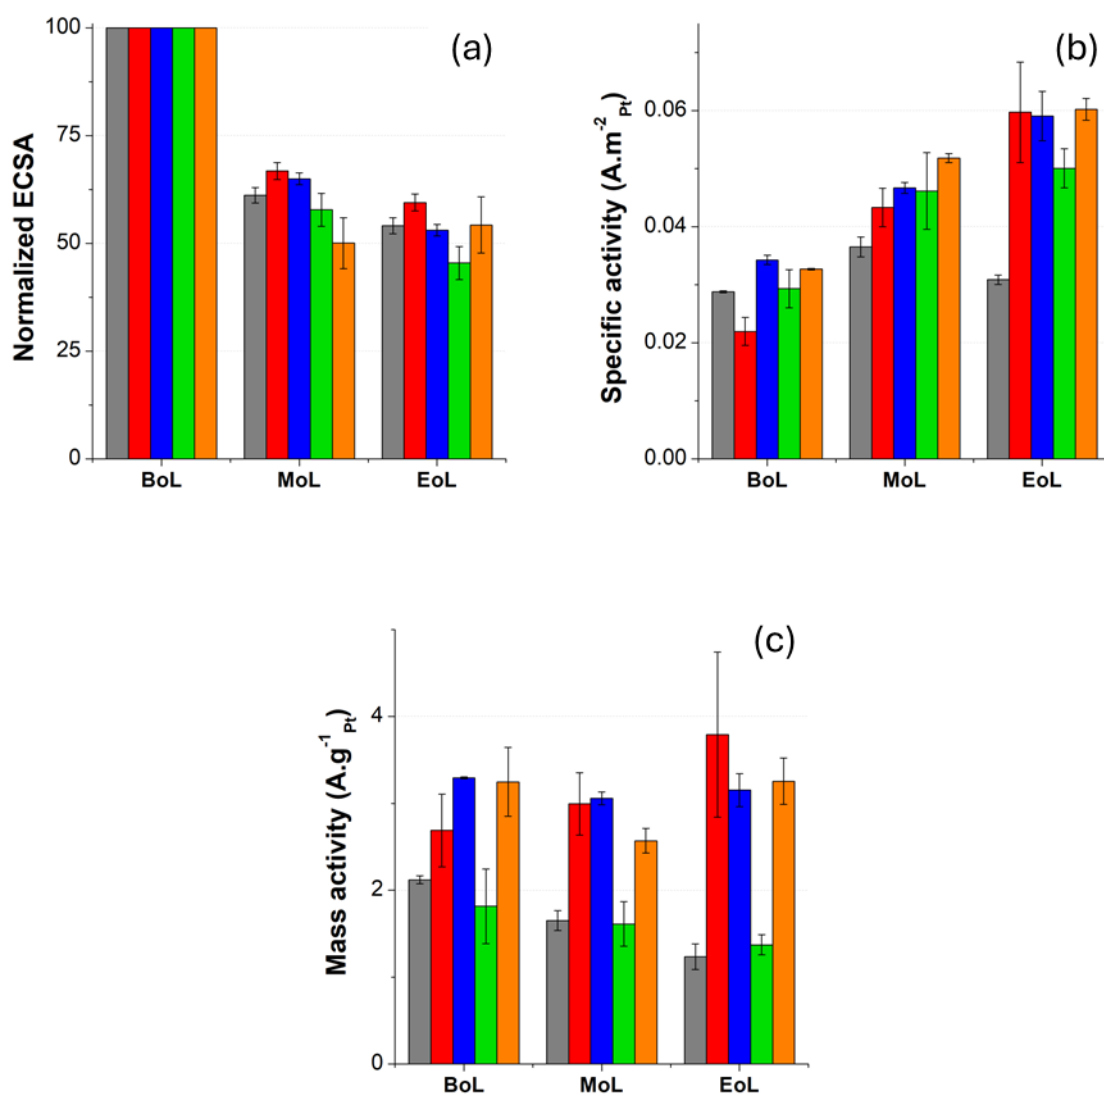 (a)
Normalized ECSA
100
75
50
25
0
BoL MoL EoL
(b)
Specific activity (A.m⁻²Pt)
0.06
0.04
0.02
0.00
BoL MoL EoL
(c)
Mass activity (A.g⁻¹Pt)
4
2
0
BoL MoL EoL